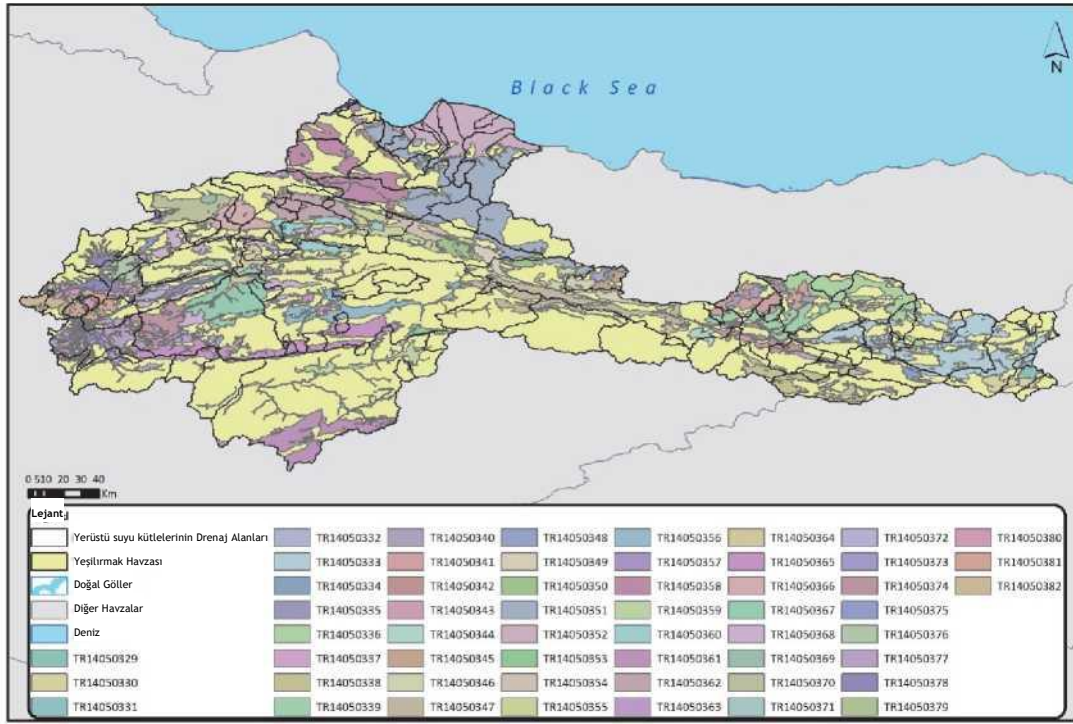 Black Sea
N
0 510 20 30 40
Km
Lejant
Yerüstü suyu kütlelerinin Drenaj Alanları
Yeşilırmak Havzası
Doğal Göller
Diğer Havzalar
Deniz
TR14050329
TR14050330
TR14050331
TR14050332
TR14050333
TR14050334
TR14050335
TR14050336
TR14050337
TR14050338
TR14050339
TR14050340
TR14050341
TR14050342
TR14050343
TR14050344
TR14050345
TR14050346
TR14050347
TR14050348
TR14050349
TR14050350
TR14050351
TR14050352
TR14050353
TR14050354
TR14050355
TR14050356
TR14050357
TR14050358
TR14050359
TR14050360
TR14050361
TR14050362
TR14050363
TR14050364
TR14050365
TR14050366
TR14050367
TR14050368
TR14050369
TR14050370
TR14050371
TR14050372
TR14050373
TR14050374
TR14050375
TR14050376
TR14050377
TR14050378
TR14050379
TR14050380
TR14050381
TR14050382